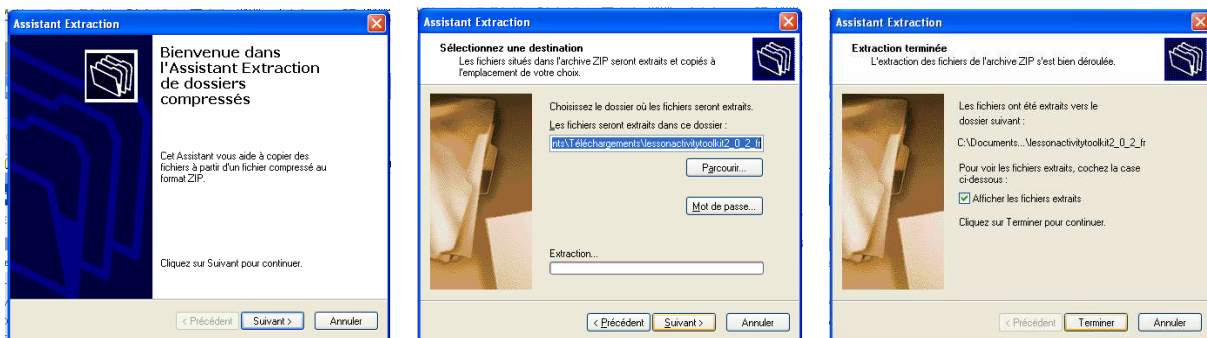 Assistant Extraction
Bienvenue dans
l'Assistant Extraction
de dossiers
compressés
Cet Assistant vous aide à copier des
fichiers à partir d'un fichier compressé au
format ZIP.
Cliquez sur Suivant pour continuer.
< Précédent
Suivant >
Annuler
Assistant Extraction
Sélectionnez une destination
Les fichiers situés dans l'archive ZIP seront extraits et copiés à
l'emplacement de votre choix.
Choisissez le dossier où les fichiers seront extraits.
Les fichiers seront extraits dans ce dossier :
nts\Téléchargements\lessonactivitytoolkit2_0_2_fr
Parcourir...
Mot de passe...
Extraction...
< Précédent
Suivant >
Annuler
Assistant Extraction
Extraction terminée
L'extraction des fichiers de l'archive ZIP s'est bien déroulée.
Les fichiers ont été extraits vers le
dossier suivant :
C:\Documents...\lessonactivitytoolkit2_0_2_fr
Pour voir les fichiers extraits, cochez la case
ci-dessous :
Afficher les fichiers extraits
Cliquez sur Terminer pour continuer.
< Précédent
Terminer
Annuler